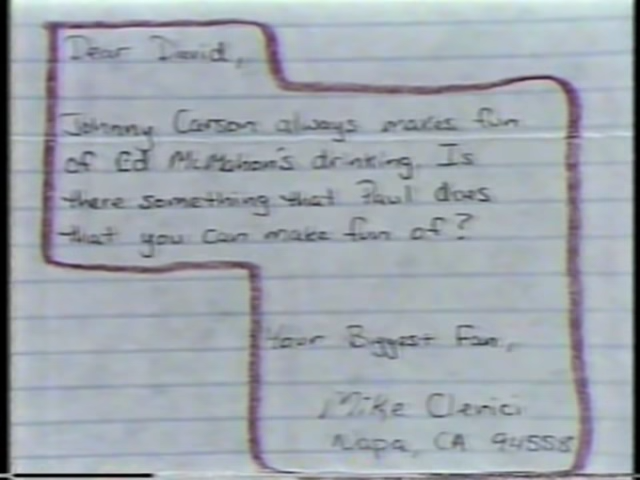 Dear David,
Johnny Carson always makes fun
of Ed McMahon's drinking. Is
there something that Paul does
that you can make fun of?
Your Biggest Fan,
Mike Clerici
Napa, CA 94558